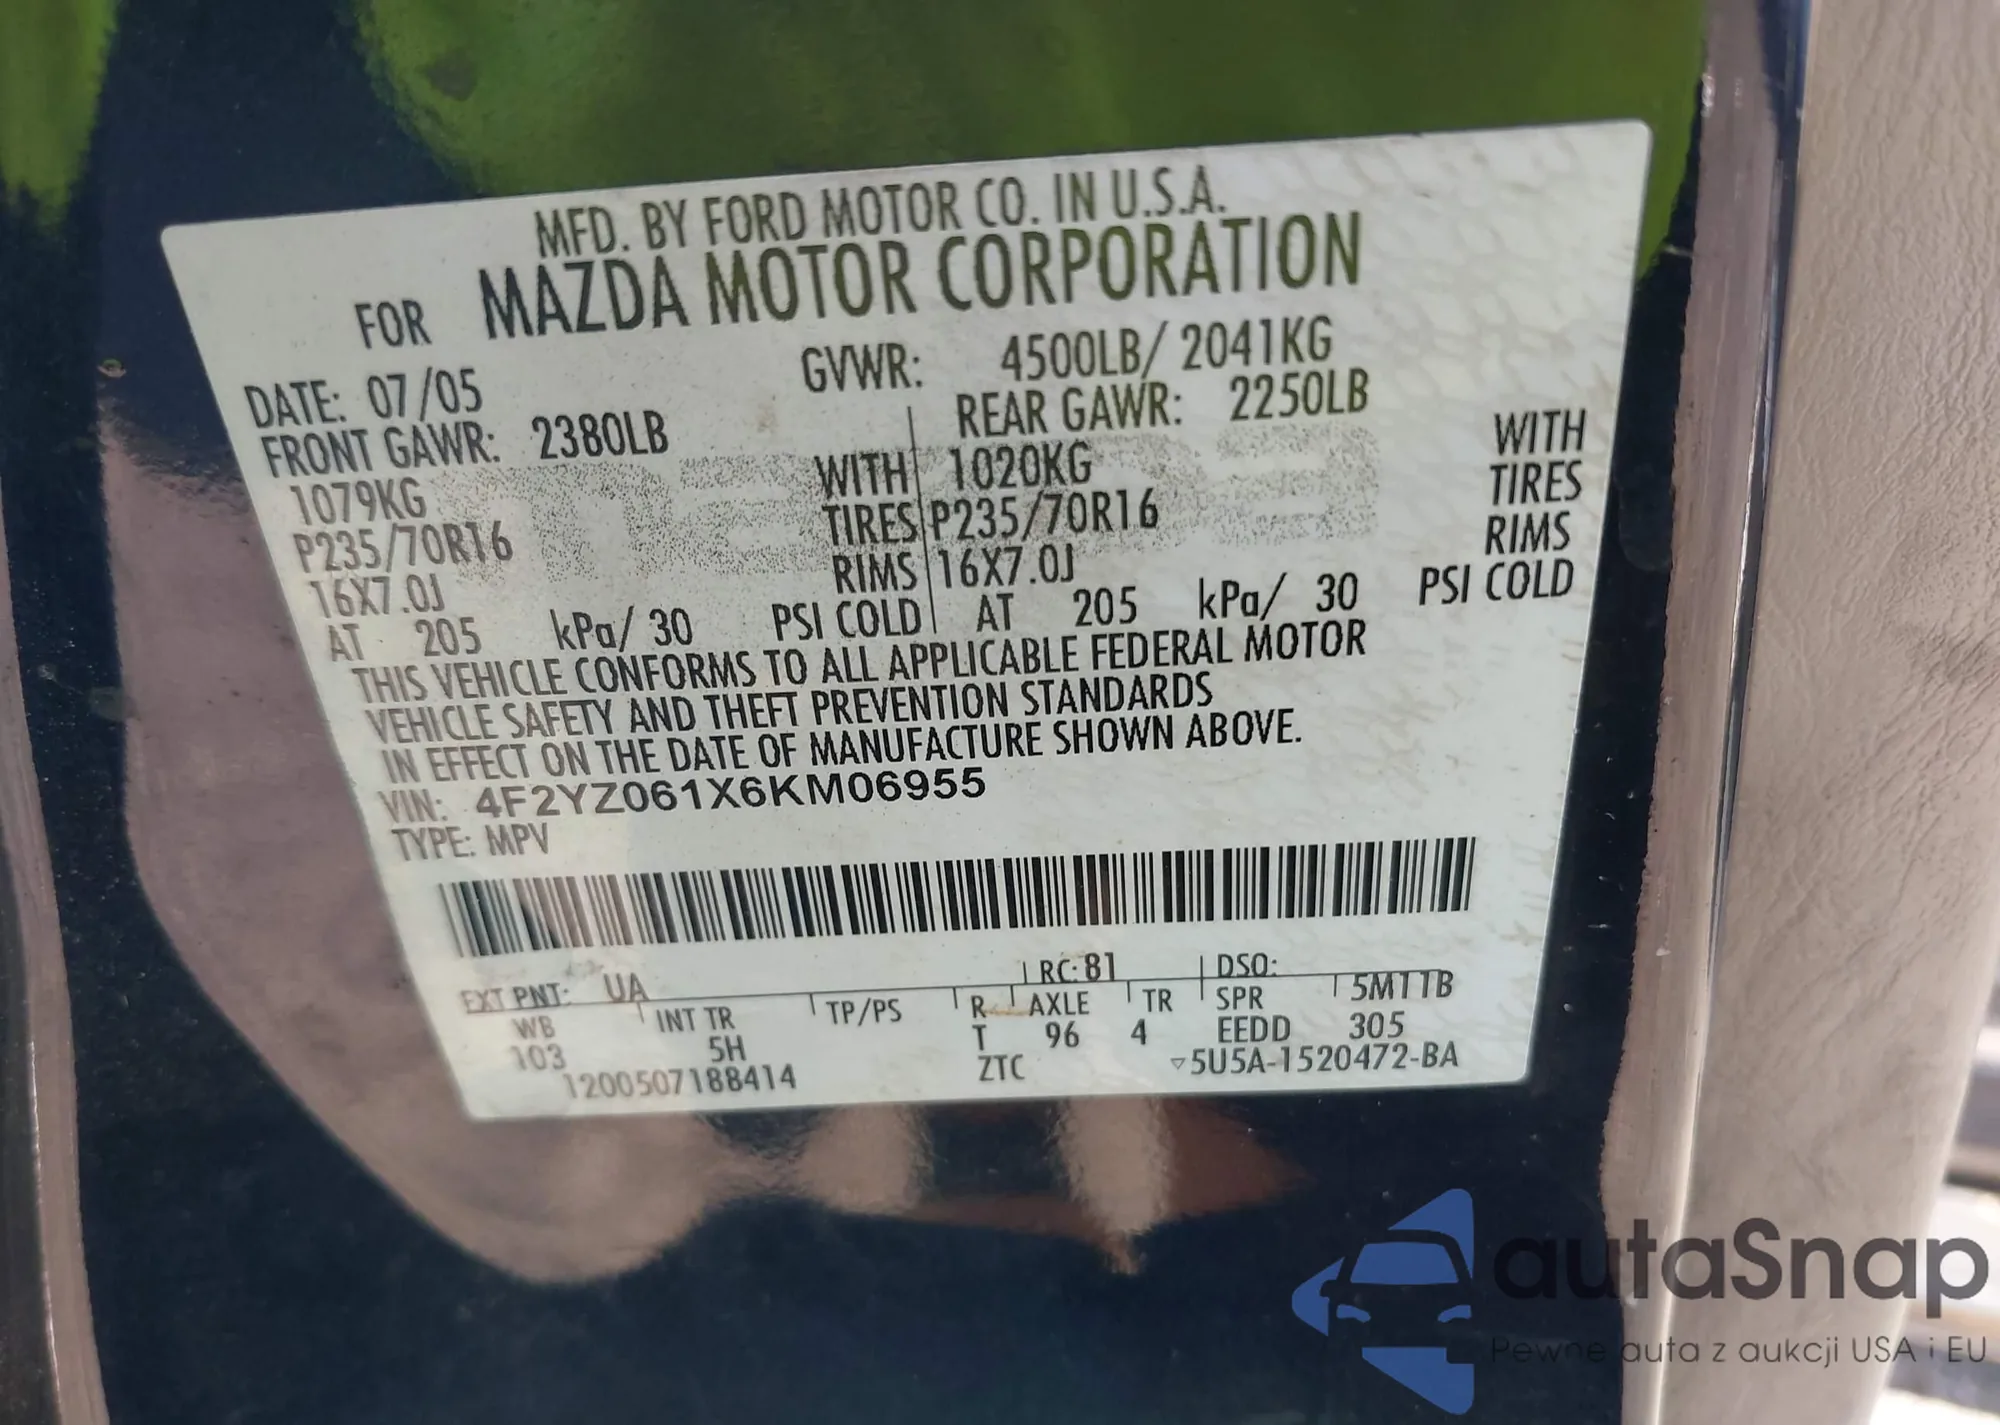 MFD. BY FORD MOTOR CO. IN U.S.A.
FOR MAZDA MOTOR CORPORATION
DATE: 07/05 GVWR: 4500LB/ 2041KG
FRONT GAWR: 2380LB REAR GAWR: 2250LB
1079KG WITH 1020KG WITH
P235/70R16 TIRES P235/70R16 TIRES
16X7.0J RIMS 16X7.0J RIMS
AT 205 kPa/ 30 PSI COLD AT 205 kPa/ 30 PSI COLD
THIS VEHICLE CONFORMS TO ALL APPLICABLE FEDERAL MOTOR
VEHICLE SAFETY AND THEFT PREVENTION STANDARDS
IN EFFECT ON THE DATE OF MANUFACTURE SHOWN ABOVE.
VIN: 4F2YZ061X6KM06955
TYPE: MPV
EXT PNT: UA RC: 81 DSO:
WB INT TR TP/PS R AXLE TR SPR 5MT1B
103 5H T 96 4 EEDD 305
1200507188414 ZTC ▽5U5A-1520472-BA
autaSnap
Pewne auta z aukcji USA i EU